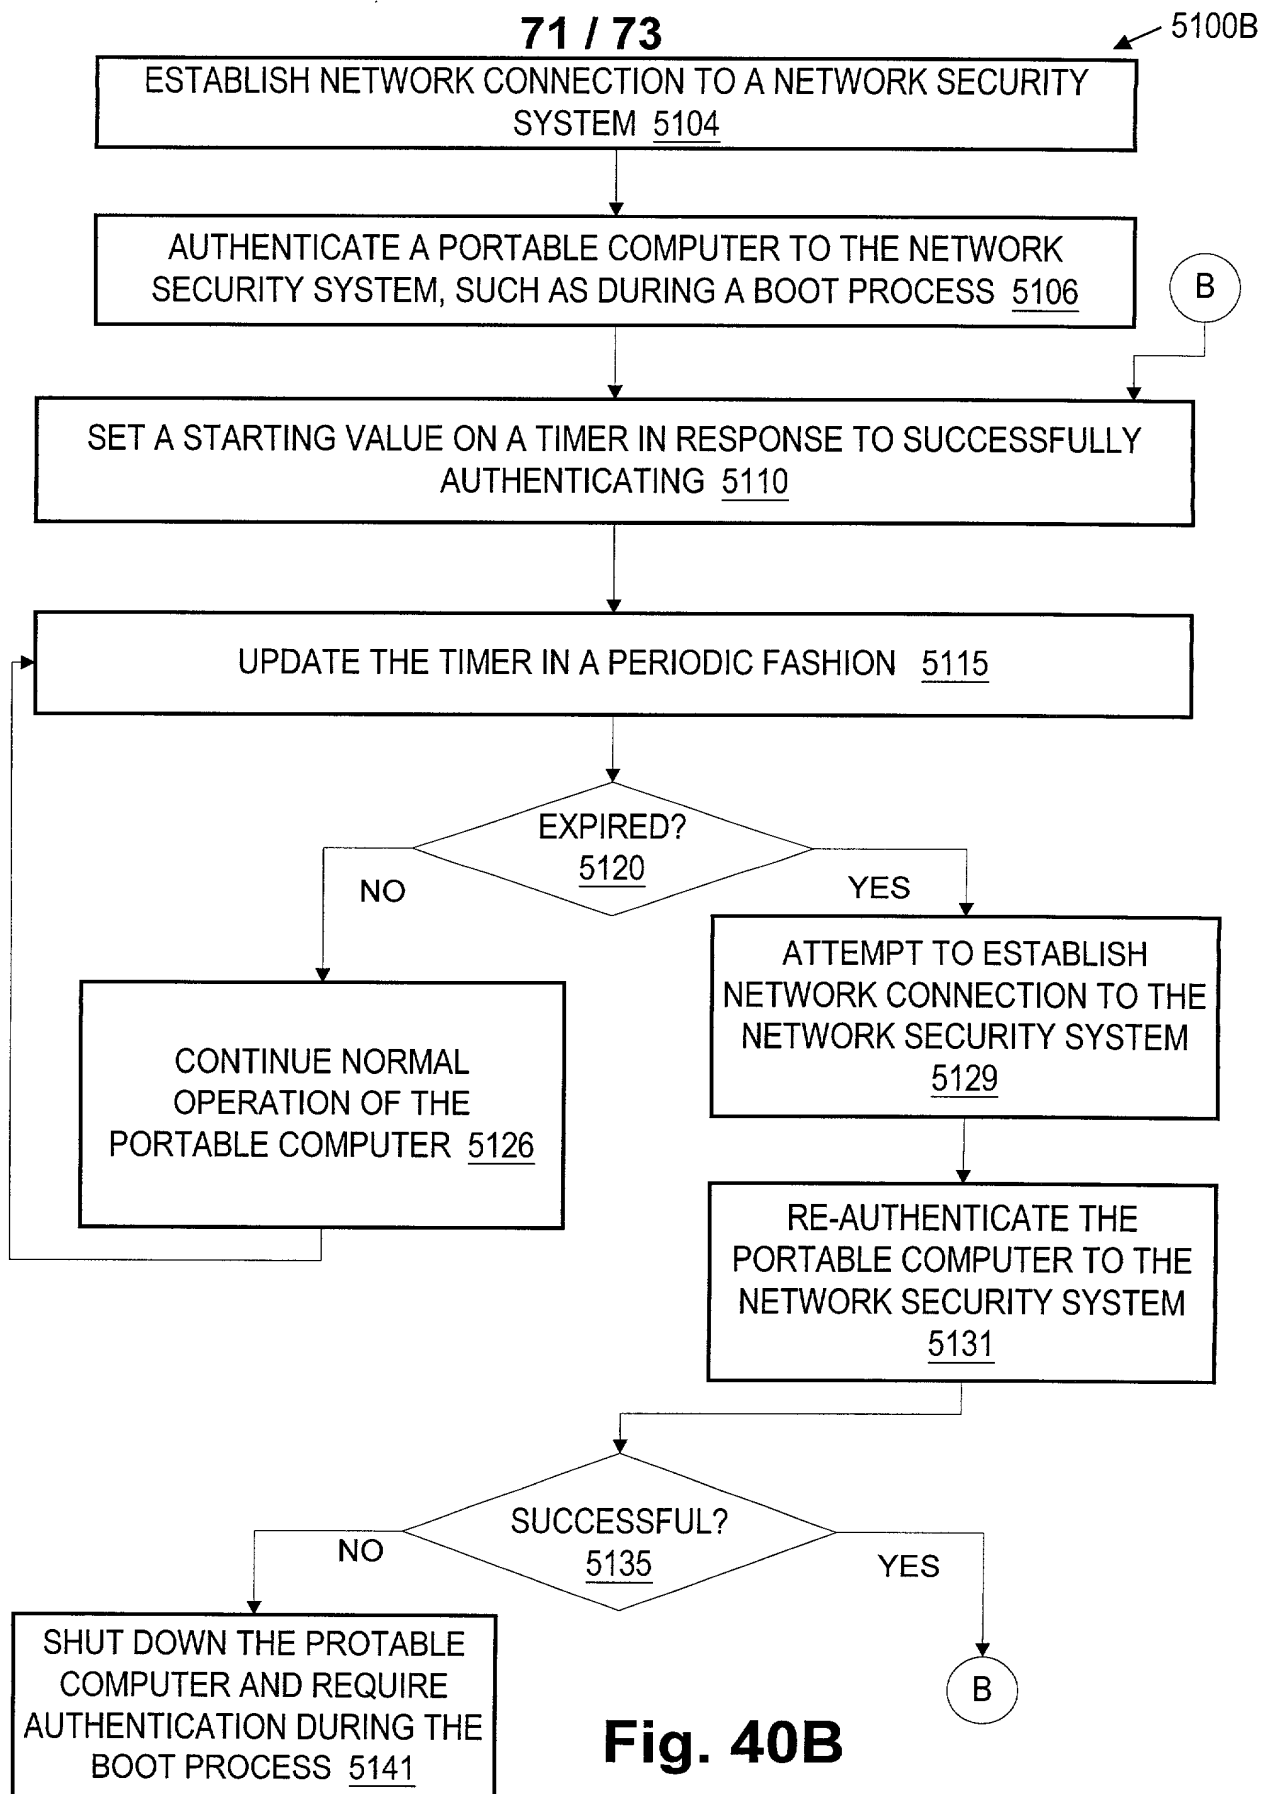 71 / 73
5100B
ESTABLISH NETWORK CONNECTION TO A NETWORK SECURITY
SYSTEM 5104
AUTHENTICATE A PORTABLE COMPUTER TO THE NETWORK
SECURITY SYSTEM, SUCH AS DURING A BOOT PROCESS 5106
B
SET A STARTING VALUE ON A TIMER IN RESPONSE TO SUCCESSFULLY
AUTHENTICATING 5110
UPDATE THE TIMER IN A PERIODIC FASHION 5115
EXPIRED?
5120
NO
YES
CONTINUE NORMAL
OPERATION OF THE
PORTABLE COMPUTER 5126
ATTEMPT TO ESTABLISH
NETWORK CONNECTION TO THE
NETWORK SECURITY SYSTEM
5129
RE-AUTHENTICATE THE
PORTABLE COMPUTER TO THE
NETWORK SECURITY SYSTEM
5131
SUCCESSFUL?
5135
NO
YES
SHUT DOWN THE PROTABLE
COMPUTER AND REQUIRE
AUTHENTICATION DURING THE
BOOT PROCESS 5141
B
Fig. 40B